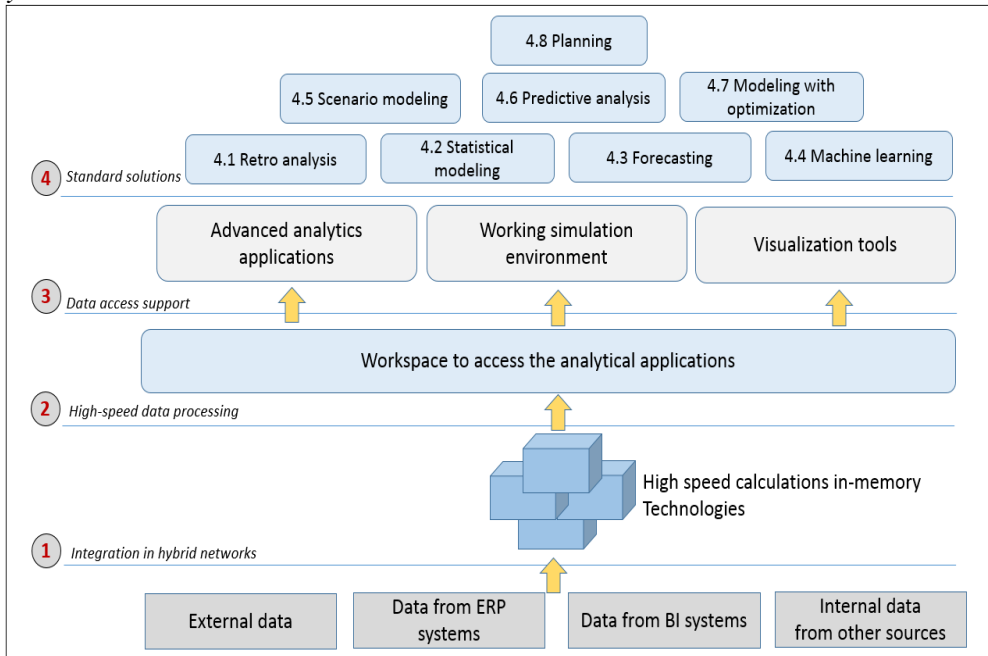 4.8 Planning
4.5 Scenario modeling
4.6 Predictive analysis
4.7 Modeling with
optimization
4.1 Retro analysis
4.2 Statistical
modeling
4.3 Forecasting
4.4 Machine learning
4
Standard solutions
Advanced analytics
applications
Working simulation
environment
Visualization tools
3
Data access support
Workspace to access the analytical applications
2
High-speed data processing
High speed calculations in-memory
Technologies
1
Integration in hybrid networks
External data
Data from ERP
systems
Data from BI systems
Internal data
from other sources